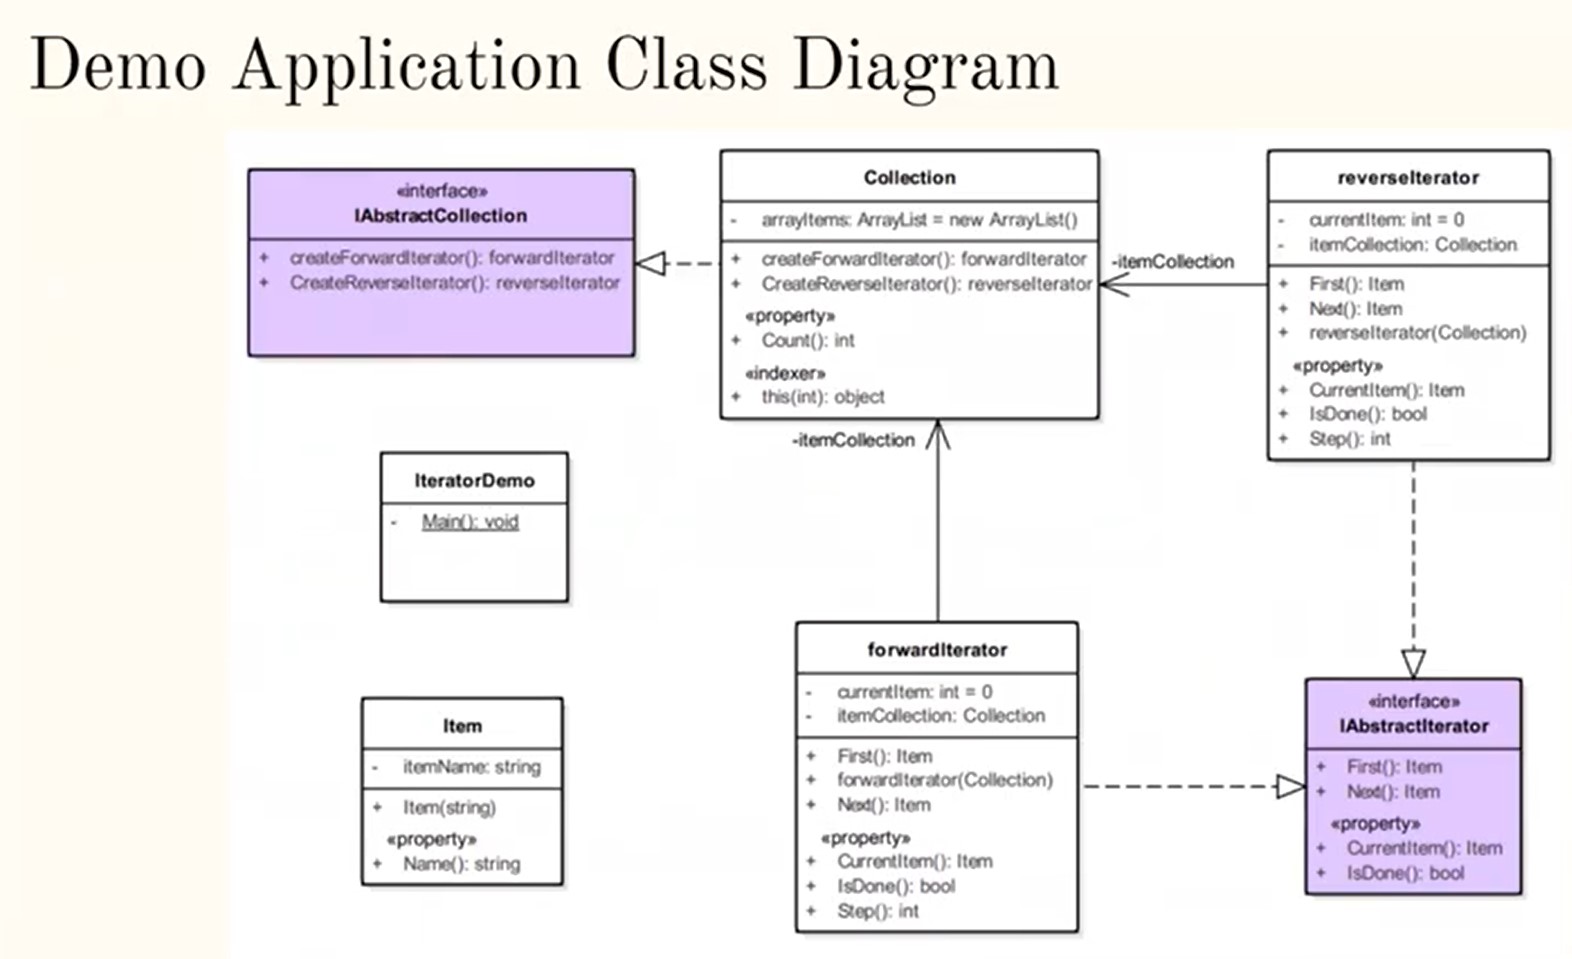 Demo Application Class Diagram
«interface»
IAbstractCollection
+ createForwardIterator(): forwardIterator
+ CreateReverseIterator(): reverseIterator
Collection
- arrayItems: ArrayList = new ArrayList()
+ createForwardIterator(): forwardIterator
+ CreateReverseIterator(): reverseIterator
«property»
+ Count(): int
«indexer»
+ this(int): object
-itemCollection
reverseIterator
- currentItem: int = 0
- itemCollection: Collection
+ First(): Item
+ Next(): Item
+ reverseIterator(Collection)
«property»
+ CurrentItem(): Item
+ IsDone(): bool
+ Step(): int
-itemCollection
IteratorDemo
- Main(): void
Item
- itemName: string
+ Item(string)
«property»
+ Name(): string
forwardIterator
- currentItem: int = 0
- itemCollection: Collection
+ First(): Item
+ forwardIterator(Collection)
+ Next(): Item
«property»
+ CurrentItem(): Item
+ IsDone(): bool
+ Step(): int
«interface»
IAbstractIterator
+ First(): Item
+ Next(): Item
«property»
+ CurrentItem(): Item
+ IsDone(): bool